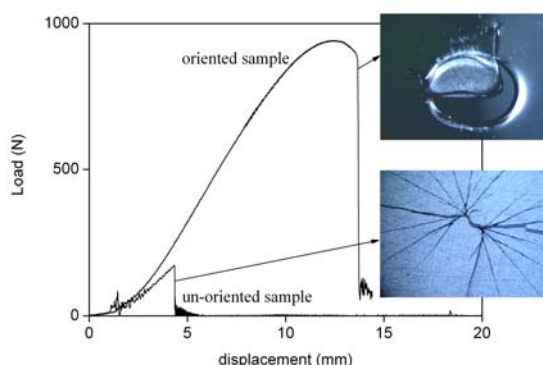 1000
oriented sample
Load (N)
500
un-oriented sample
0
0
5
10
15
20
displacement (mm)